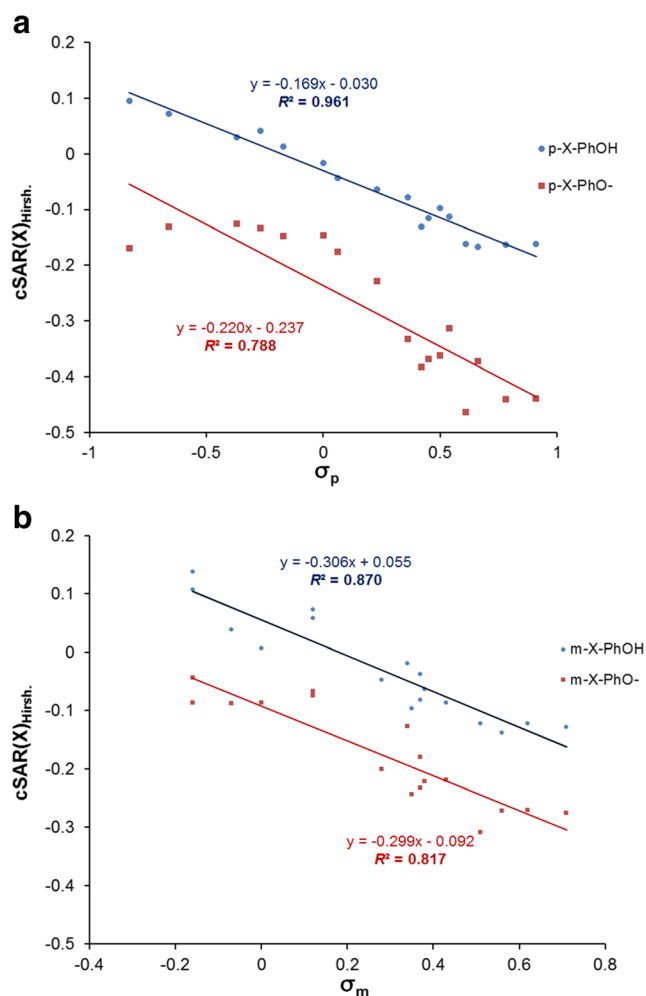 a
0.2
0.1
0
-0.1
-0.2
-0.3
-0.4
-0.5
cSAR(X)Hirsh.
y = -0.169x - 0.030
R² = 0.961
p-X-PhOH
p-X-PhO-
y = -0.220x - 0.237
R² = 0.788
-1 -0.5 0 0.5 1
σp
b
0.2
0.1
0
-0.1
-0.2
-0.3
-0.4
-0.5
cSAR(X)Hirsh.
y = -0.306x + 0.055
R² = 0.870
m-X-PhOH
m-X-PhO-
y = -0.299x - 0.092
R² = 0.817
-0.4 -0.2 0 0.2 0.4 0.6 0.8
σm